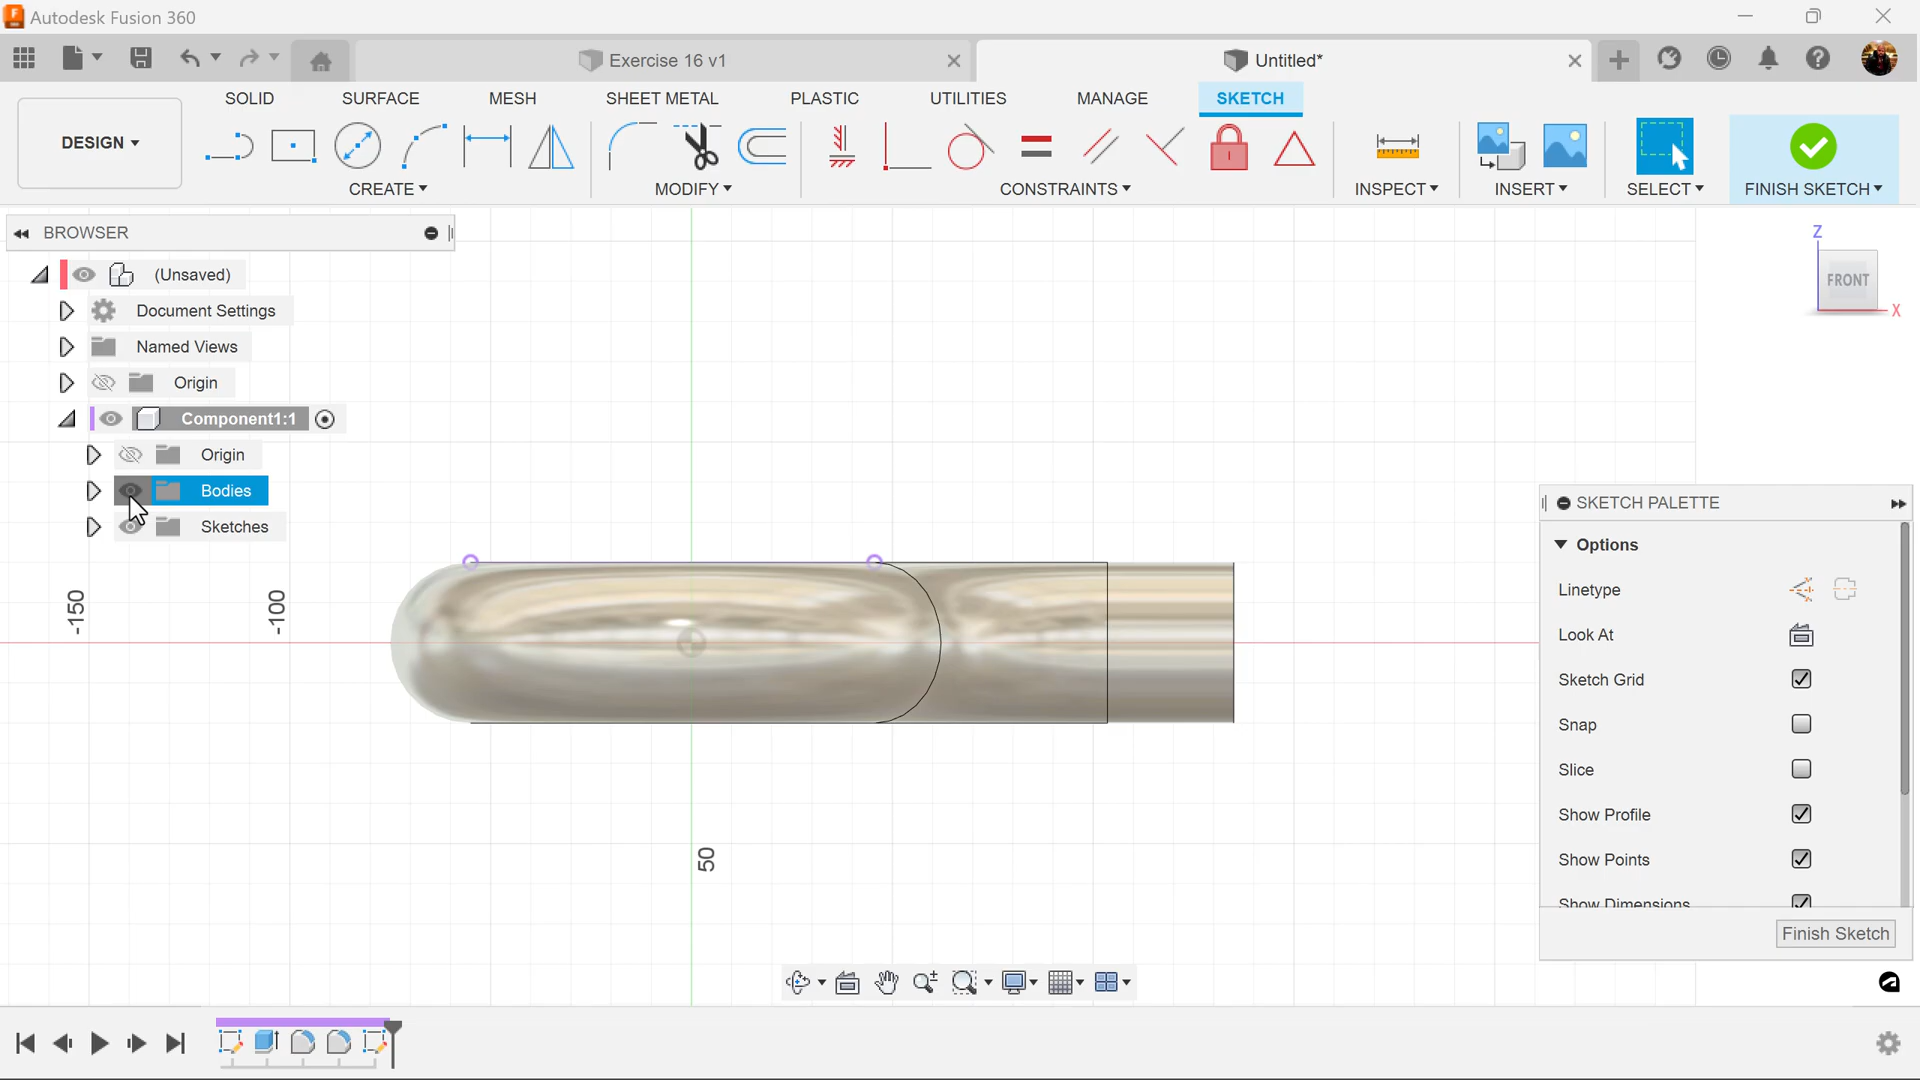 Autodesk Fusion 360
Exercise 16 v1
Untitled*
DESIGN
SOLID
SURFACE
MESH
SHEET METAL
PLASTIC
UTILITIES
MANAGE
SKETCH
CREATE
MODIFY
CONSTRAINTS
INSPECT
INSERT
SELECT
FINISH SKETCH
BROWSER
(Unsaved)
Document Settings
Named Views
Origin
Component1:1
Origin
Bodies
Sketches
Z
FRONT
X
-150
-100
50
SKETCH PALETTE
Options
Linetype
Look At
Sketch Grid
Snap
Slice
Show Profile
Show Points
Show Dimensions
Finish Sketch